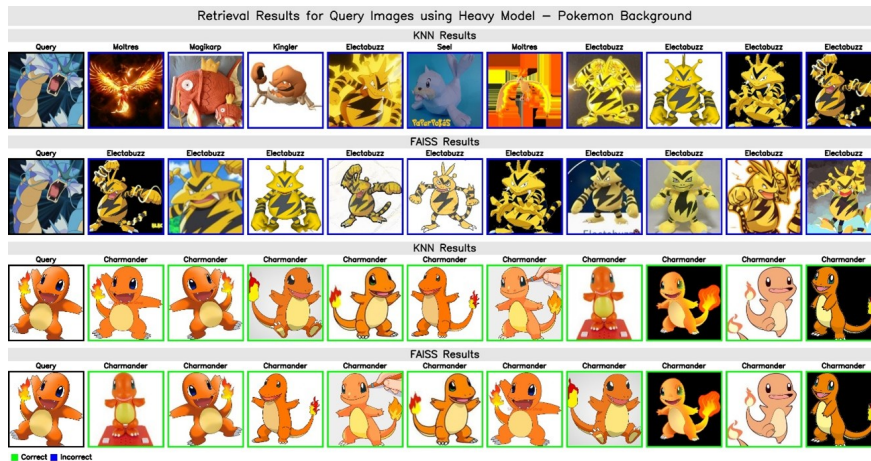 Retrieval Results for Query Images using Heavy Model - Pokemon Background
KNN Results
Query Moltres Magikarp Kingler Electabuzz Seel Moltres Electabuzz Electabuzz Electabuzz Electabuzz
PaperPokés
FAISS Results
Query Electabuzz Electabuzz Electabuzz Electabuzz Electabuzz Electabuzz Electabuzz Electabuzz Electabuzz Electabuzz
KNN Results
Query Charmander Charmander Charmander Charmander Charmander Charmander Charmander Charmander Charmander Charmander
FAISS Results
Query Charmander Charmander Charmander Charmander Charmander Charmander Charmander Charmander Charmander Charmander
Correct Incorrect